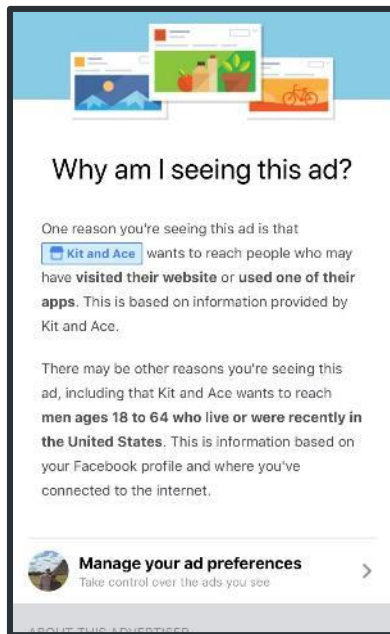 Why am I seeing this ad?
One reason you're seeing this ad is that
Kit and Ace wants to reach people who may
have visited their website or used one of their
apps. This is based on information provided by
Kit and Ace.
There may be other reasons you're seeing this
ad, including that Kit and Ace wants to reach
men ages 18 to 64 who live or were recently in
the United States. This is information based on
your Facebook profile and where you've
connected to the internet.
Manage your ad preferences
Take control over the ads you see
ABOUT THIS ADVERTISER